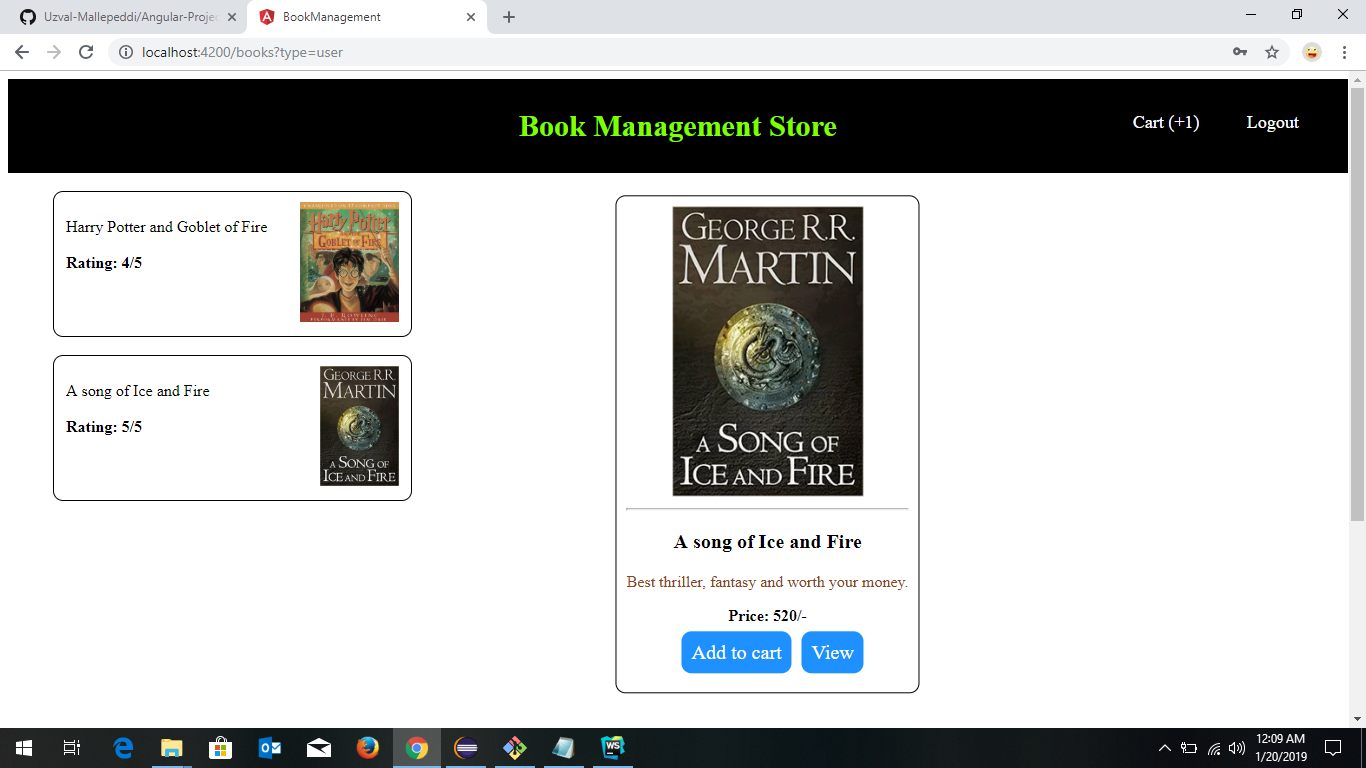 Uzval-Mallepeddi/Angular-Projec
BookManagement
localhost:4200/books?type=user
Book Management Store
Cart (+1)
Logout
Harry Potter and Goblet of Fire
Rating: 4/5
Harry Potter
GOBLET OF FIRE
A song of Ice and Fire
Rating: 5/5
GEORGE R.R.
MARTIN
A SONG OF
ICE AND FIRE
GEORGE R.R.
MARTIN
A SONG OF
ICE AND FIRE
A song of Ice and Fire
Best thriller, fantasy and worth your money.
Price: 520/-
Add to cart
View
WS
12:09 AM
1/20/2019